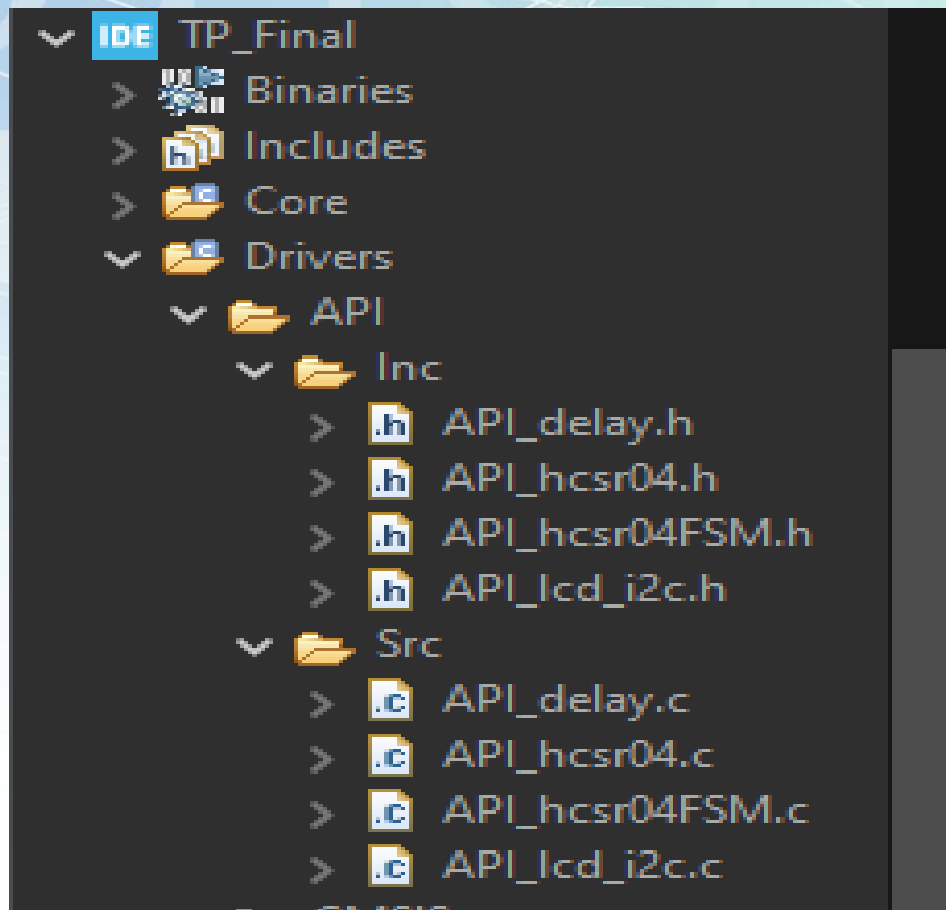 IDE TP_Final
Binaries
Includes
Core
Drivers
API
Inc
.h API_delay.h
.h API_hcsr04.h
.h API_hcsr04FSM.h
.h API_lcd_i2c.h
Src
.c API_delay.c
.c API_hcsr04.c
.c API_hcsr04FSM.c
.c API_lcd_i2c.c